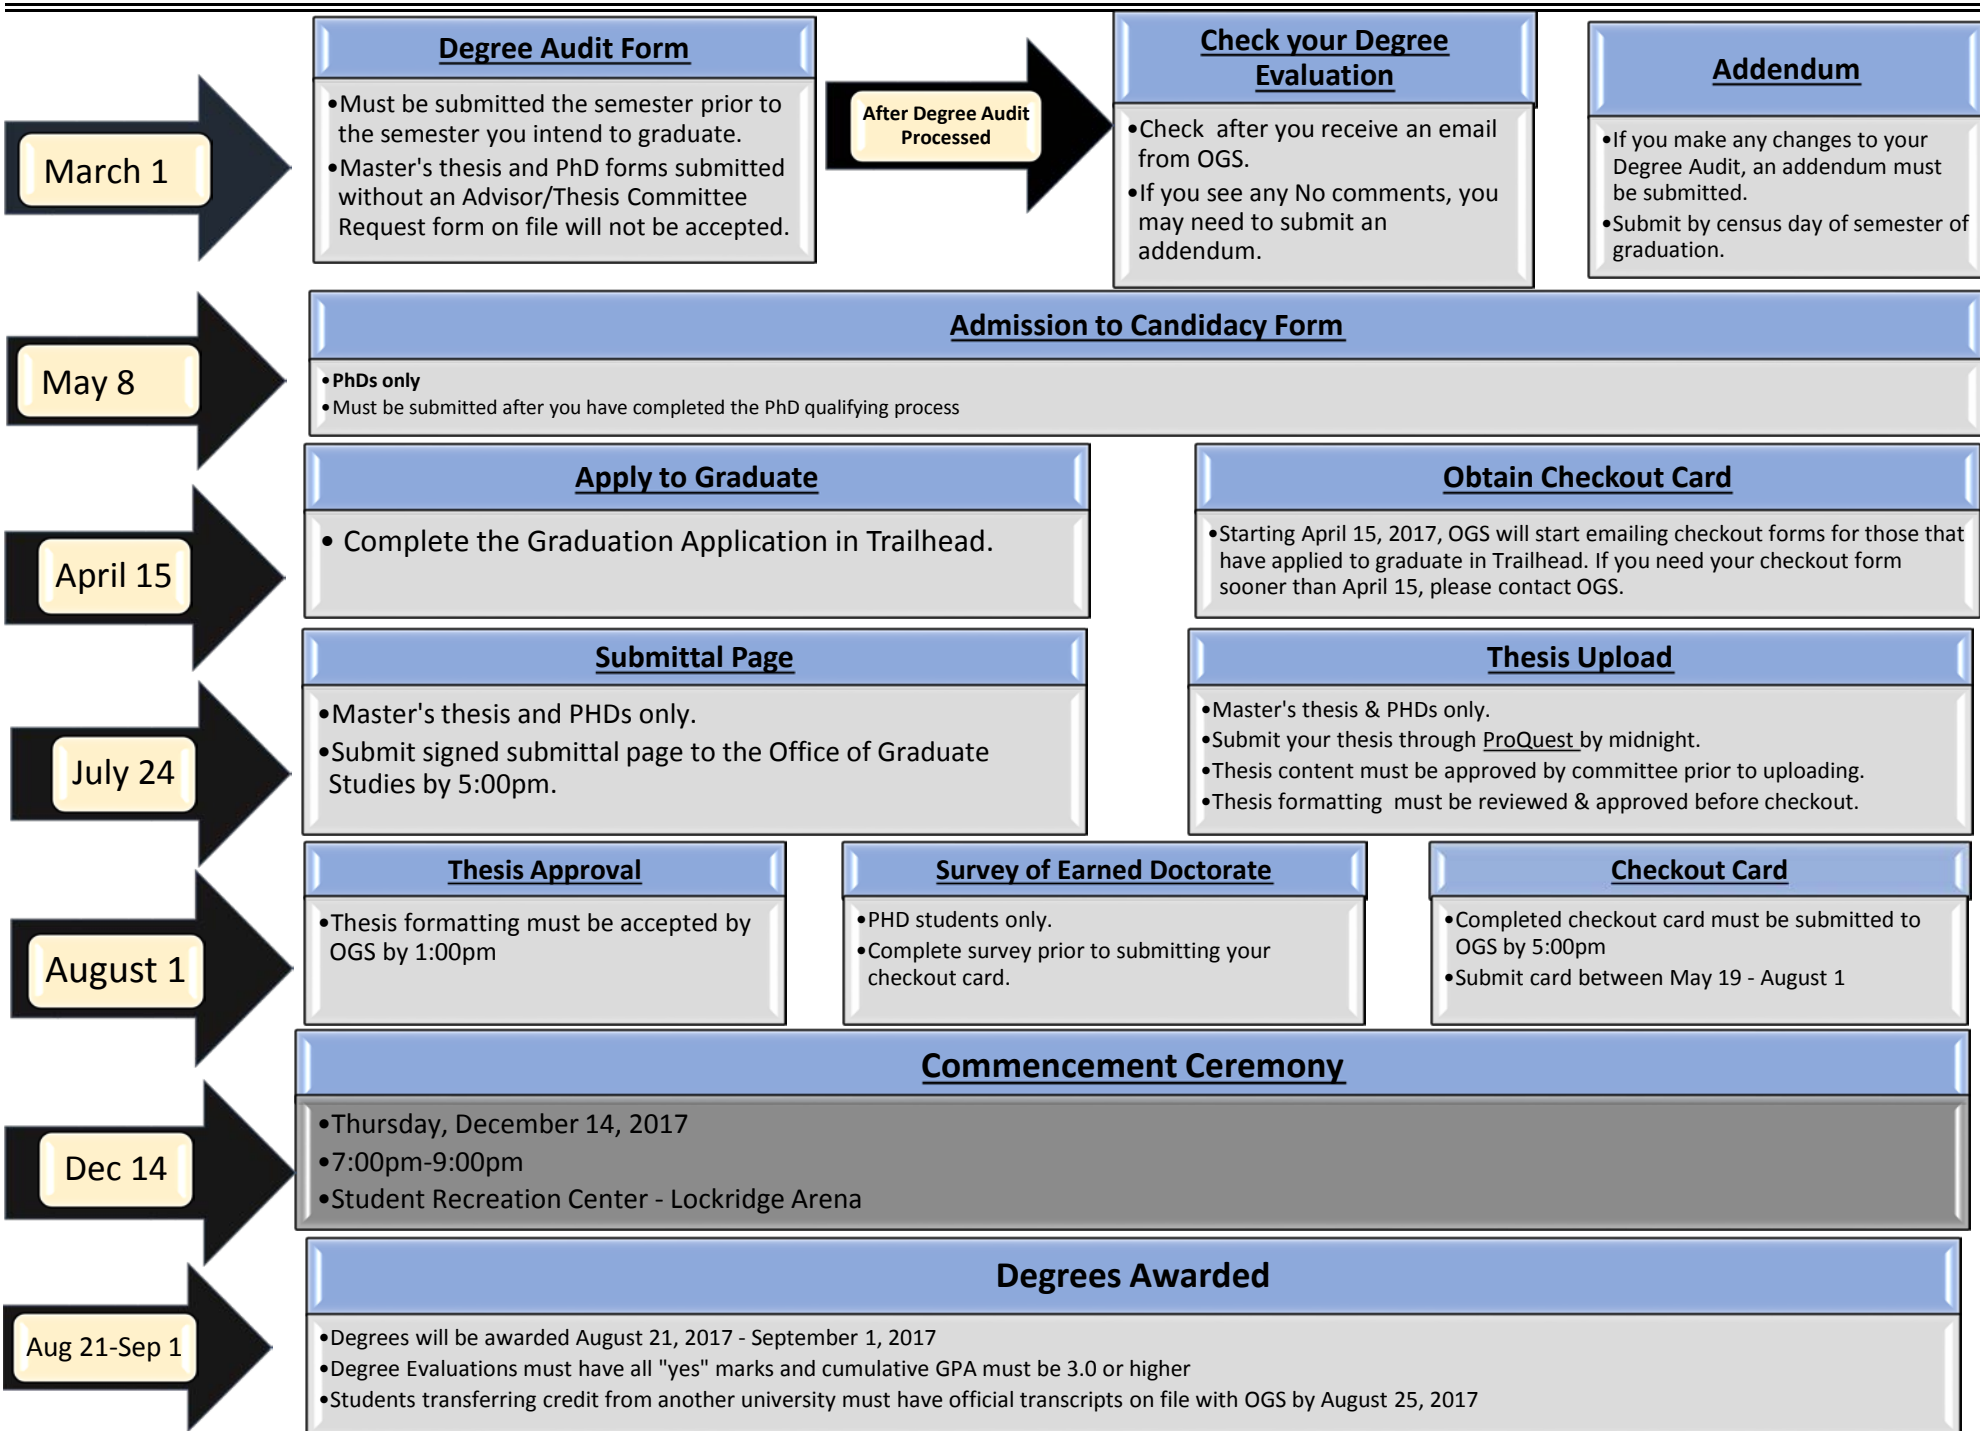 March 1
Degree Audit Form
•Must be submitted the semester prior to
the semester you intend to graduate.
•Master's thesis and PhD forms submitted
without an Advisor/Thesis Committee
Request form on file will not be accepted.
After Degree Audit
Processed
Check your Degree
Evaluation
•Check after you receive an email
from OGS.
•If you see any No comments, you
may need to submit an
addendum.
Addendum
•If you make any changes to your
Degree Audit, an addendum must
be submitted.
•Submit by census day of semester of
graduation.
May 8
Admission to Candidacy Form
•PhDs only
•Must be submitted after you have completed the PhD qualifying process
April 15
Apply to Graduate
• Complete the Graduation Application in Trailhead.
Obtain Checkout Card
•Starting April 15, 2017, OGS will start emailing checkout forms for those that
have applied to graduate in Trailhead. If you need your checkout form
sooner than April 15, please contact OGS.
July 24
Submittal Page
•Master's thesis and PHDs only.
•Submit signed submittal page to the Office of Graduate
Studies by 5:00pm.
Thesis Upload
•Master's thesis & PHDs only.
•Submit your thesis through ProQuest by midnight.
•Thesis content must be approved by committee prior to uploading.
•Thesis formatting must be reviewed & approved before checkout.
August 1
Thesis Approval
•Thesis formatting must be accepted by
OGS by 1:00pm
Survey of Earned Doctorate
•PHD students only.
•Complete survey prior to submitting your
checkout card.
Checkout Card
•Completed checkout card must be submitted to
OGS by 5:00pm
•Submit card between May 19 - August 1
Dec 14
Commencement Ceremony
•Thursday, December 14, 2017
•7:00pm-9:00pm
•Student Recreation Center - Lockridge Arena
Aug 21-Sep 1
Degrees Awarded
•Degrees will be awarded August 21, 2017 - September 1, 2017
•Degree Evaluations must have all "yes" marks and cumulative GPA must be 3.0 or higher
•Students transferring credit from another university must have official transcripts on file with OGS by August 25, 2017